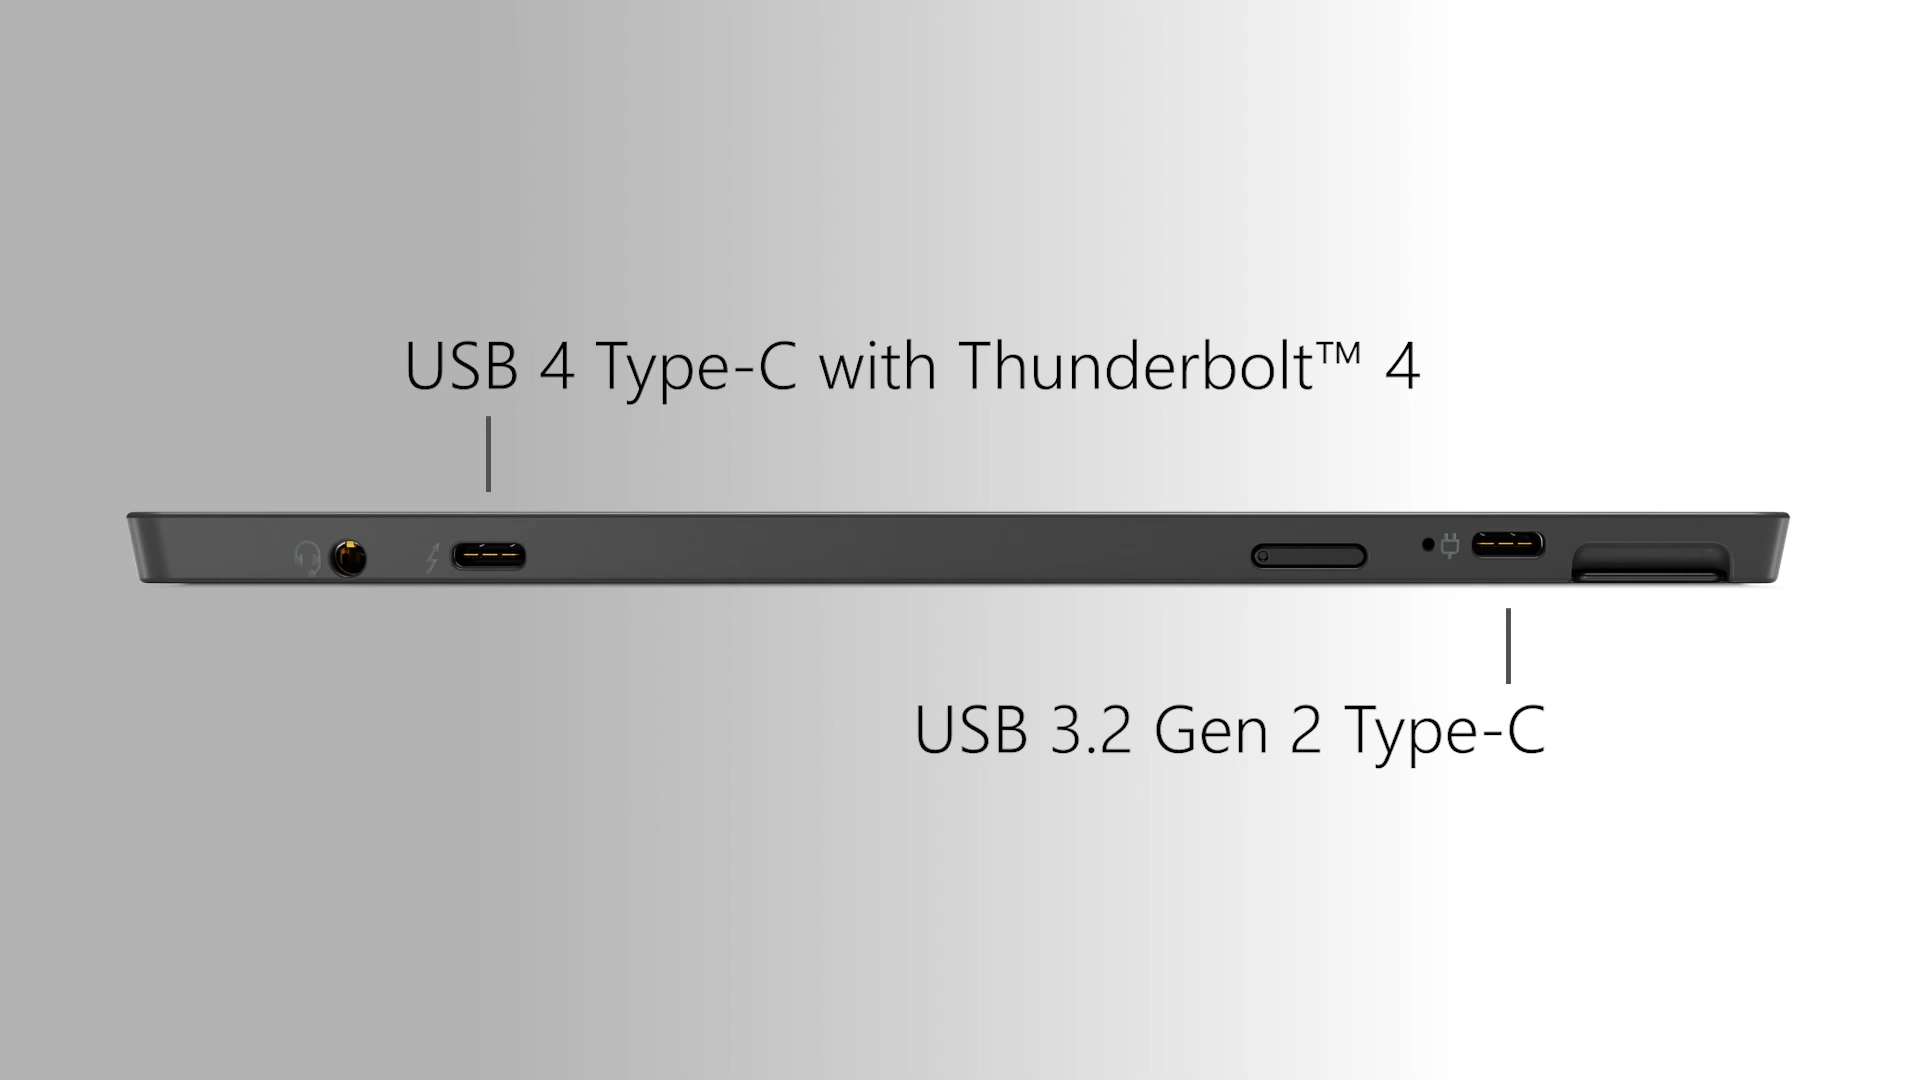 USB 4 Type-C with Thunderbolt™ 4
USB 3.2 Gen 2 Type-C